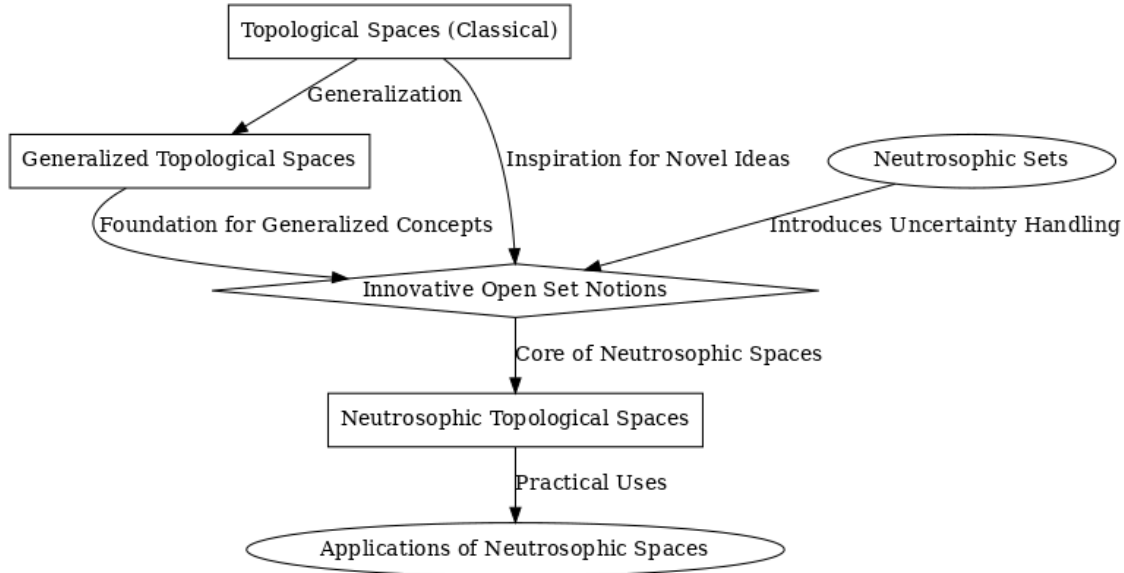 Topological Spaces (Classical)
Generalization
Generalized Topological Spaces
Inspiration for Novel Ideas
Neutrosophic Sets
Foundation for Generalized Concepts
Introduces Uncertainty Handling
Innovative Open Set Notions
Core of Neutrosophic Spaces
Neutrosophic Topological Spaces
Practical Uses
Applications of Neutrosophic Spaces